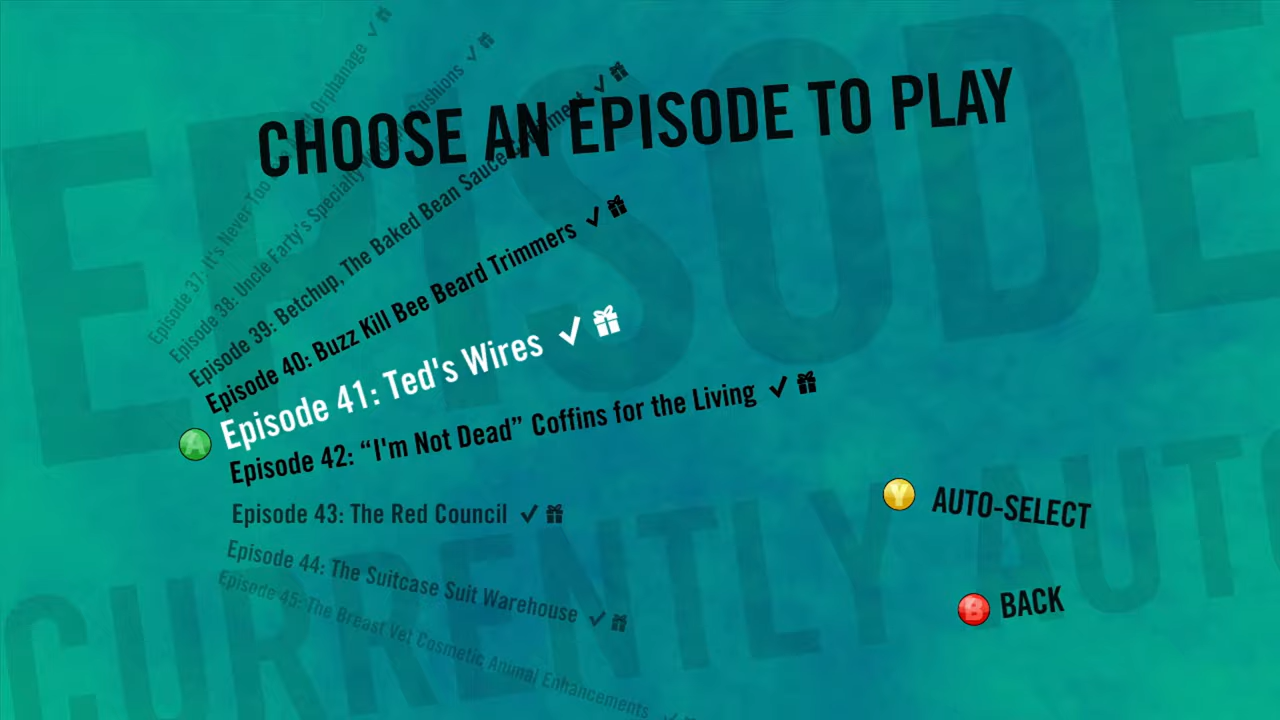 CHOOSE AN EPISODE TO PLAY
Episode 37: It's Never Too Orphanage
Episode 38: Uncle Farty's Specialty Cushions
Episode 39: Betchup, The Baked Bean Sauce
Episode 40: Buzz Kill Bee Beard Trimmers
Episode 41: Ted's Wires
A
Episode 42: “I'm Not Dead” Coffins for the Living
Episode 43: The Red Council
Episode 44: The Suitcase Suit Warehouse
Episode 45: The Breast Vet Cosmetic Animal Enhancements
Y AUTO-SELECT
B BACK
EPISODE
CURRENTLY AUTO